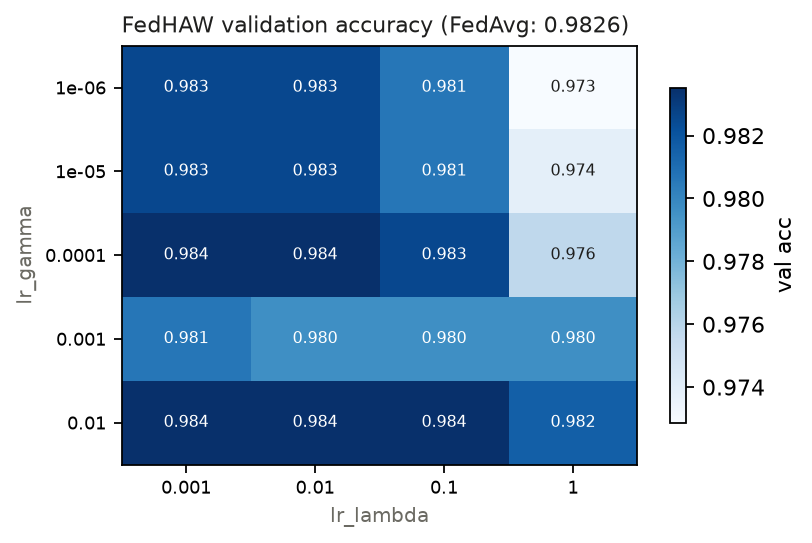 FedHAW validation accuracy (FedAvg: 0.9826)
lr_gamma
1e-06 0.983 0.983 0.981 0.973
1e-05 0.983 0.983 0.981 0.974
0.0001 0.984 0.984 0.983 0.976
0.001 0.981 0.980 0.980 0.980
0.01 0.984 0.984 0.984 0.982
0.001 0.01 0.1 1
lr_lambda
0.982
0.980
0.978
0.976
0.974
val acc